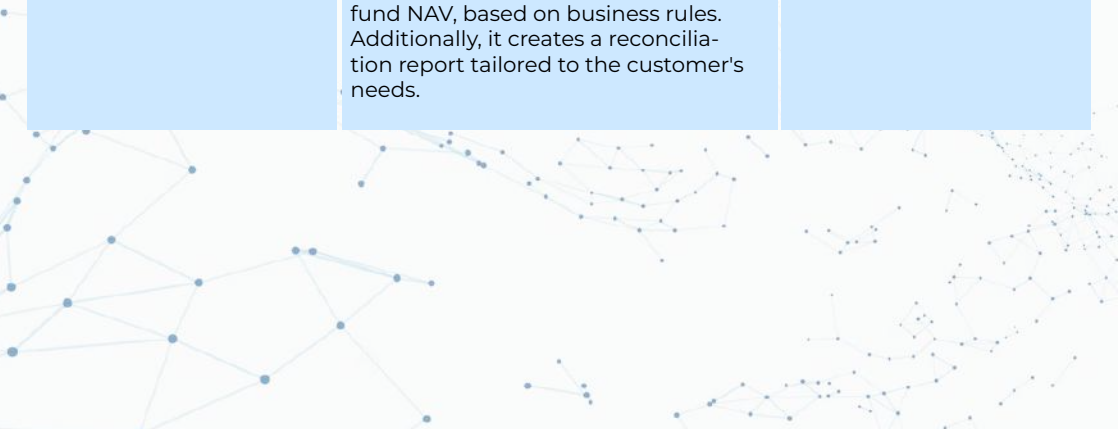 fund NAV, based on business rules.
Additionally, it creates a reconcilia-
tion report tailored to the customer's
needs.